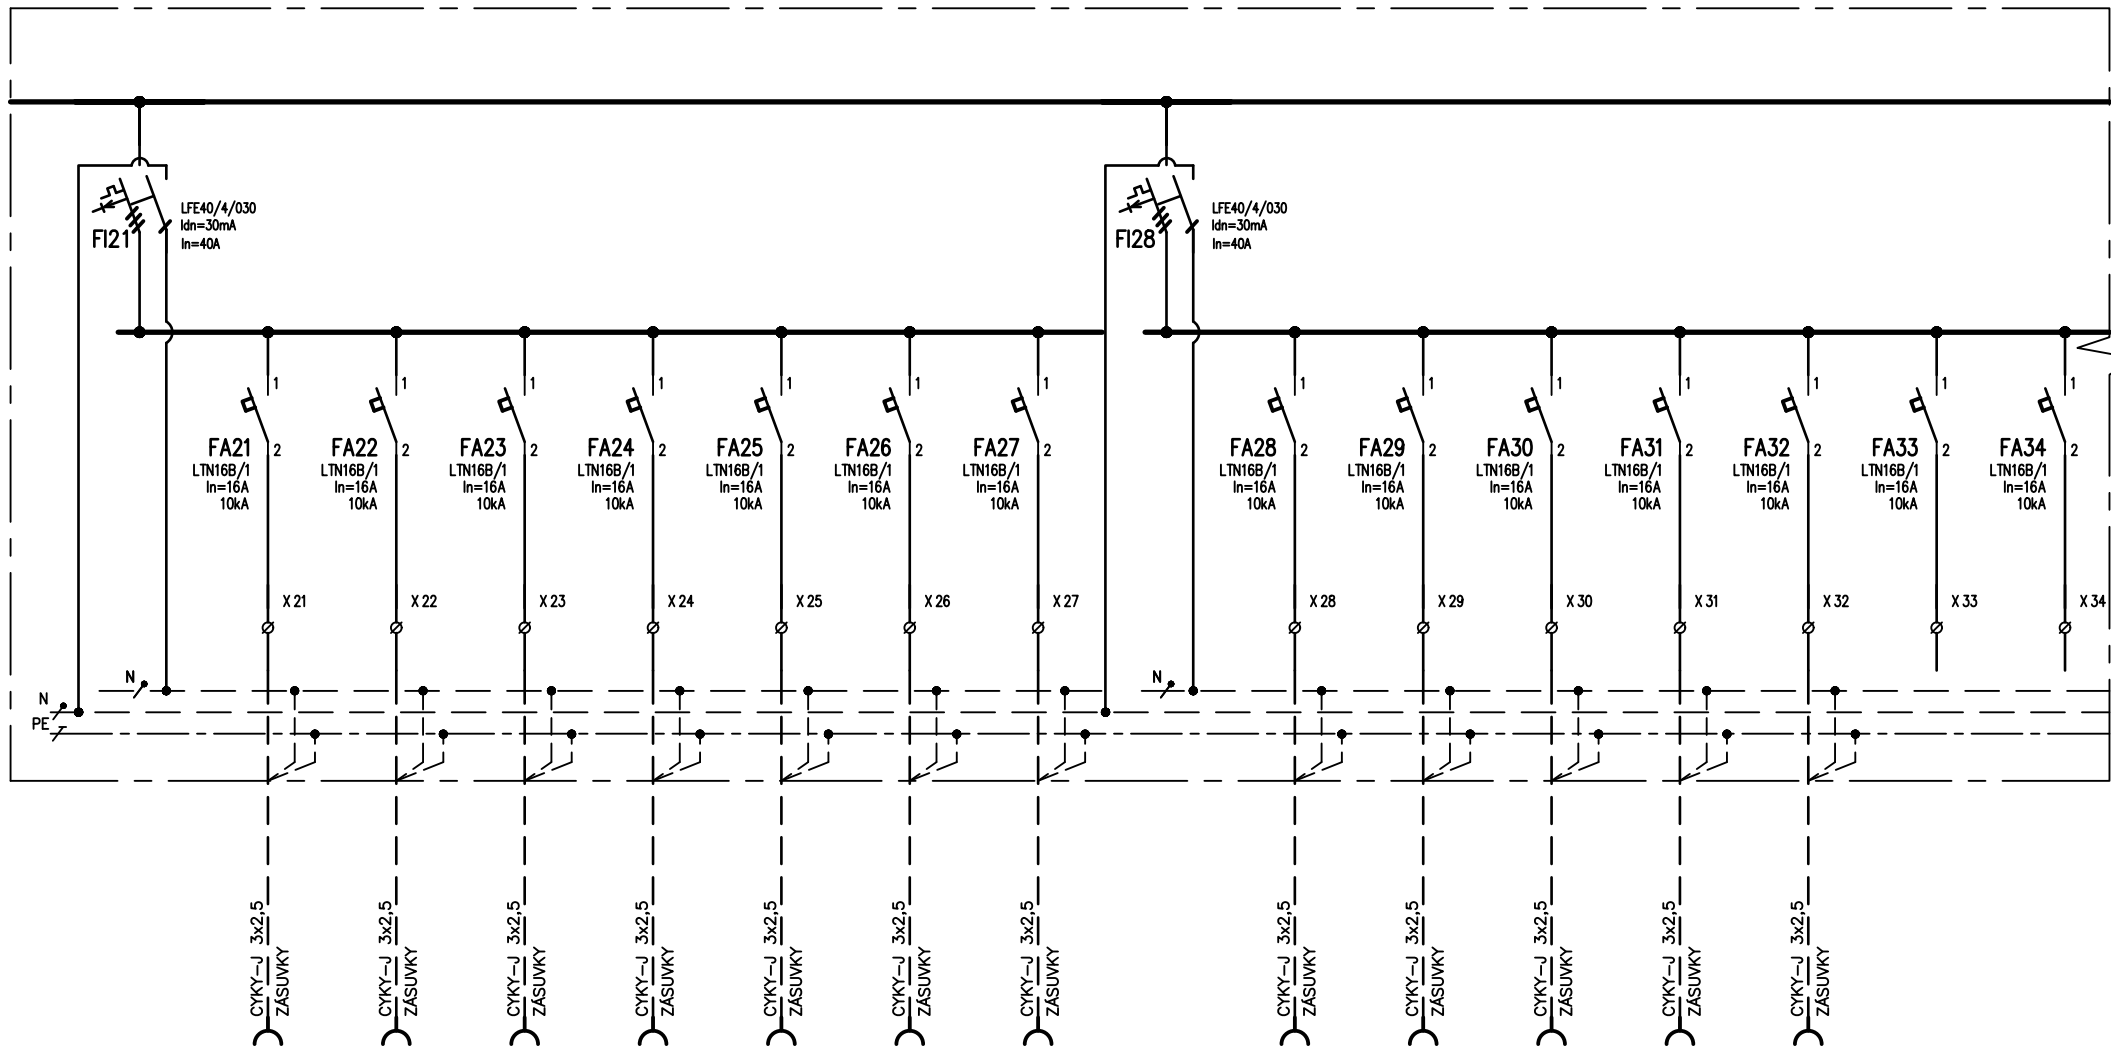 LFE40/4/030
Idn=30mA
In=40A
FI21
LFE40/4/030
Idn=30mA
In=40A
FI28
1
2
FA21
LTN16B/1
In=16A
10kA
1
2
FA22
LTN16B/1
In=16A
10kA
1
2
FA23
LTN16B/1
In=16A
10kA
1
2
FA24
LTN16B/1
In=16A
10kA
1
2
FA25
LTN16B/1
In=16A
10kA
1
2
FA26
LTN16B/1
In=16A
10kA
1
2
FA27
LTN16B/1
In=16A
10kA
1
2
FA28
LTN16B/1
In=16A
10kA
1
2
FA29
LTN16B/1
In=16A
10kA
1
2
FA30
LTN16B/1
In=16A
10kA
1
2
FA31
LTN16B/1
In=16A
10kA
1
2
FA32
LTN16B/1
In=16A
10kA
1
2
FA33
LTN16B/1
In=16A
10kA
1
2
FA34
LTN16B/1
In=16A
10kA
X 21
X 22
X 23
X 24
X 25
X 26
X 27
X 28
X 29
X 30
X 31
X 32
X 33
X 34
N
N
N
PE
CYKY-J 3x2,5
ZÁSUVKY
CYKY-J 3x2,5
ZÁSUVKY
CYKY-J 3x2,5
ZÁSUVKY
CYKY-J 3x2,5
ZÁSUVKY
CYKY-J 3x2,5
ZÁSUVKY
CYKY-J 3x2,5
ZÁSUVKY
CYKY-J 3x2,5
ZÁSUVKY
CYKY-J 3x2,5
ZÁSUVKY
CYKY-J 3x2,5
ZÁSUVKY
CYKY-J 3x2,5
ZÁSUVKY
CYKY-J 3x2,5
ZÁSUVKY
CYKY-J 3x2,5
ZÁSUVKY